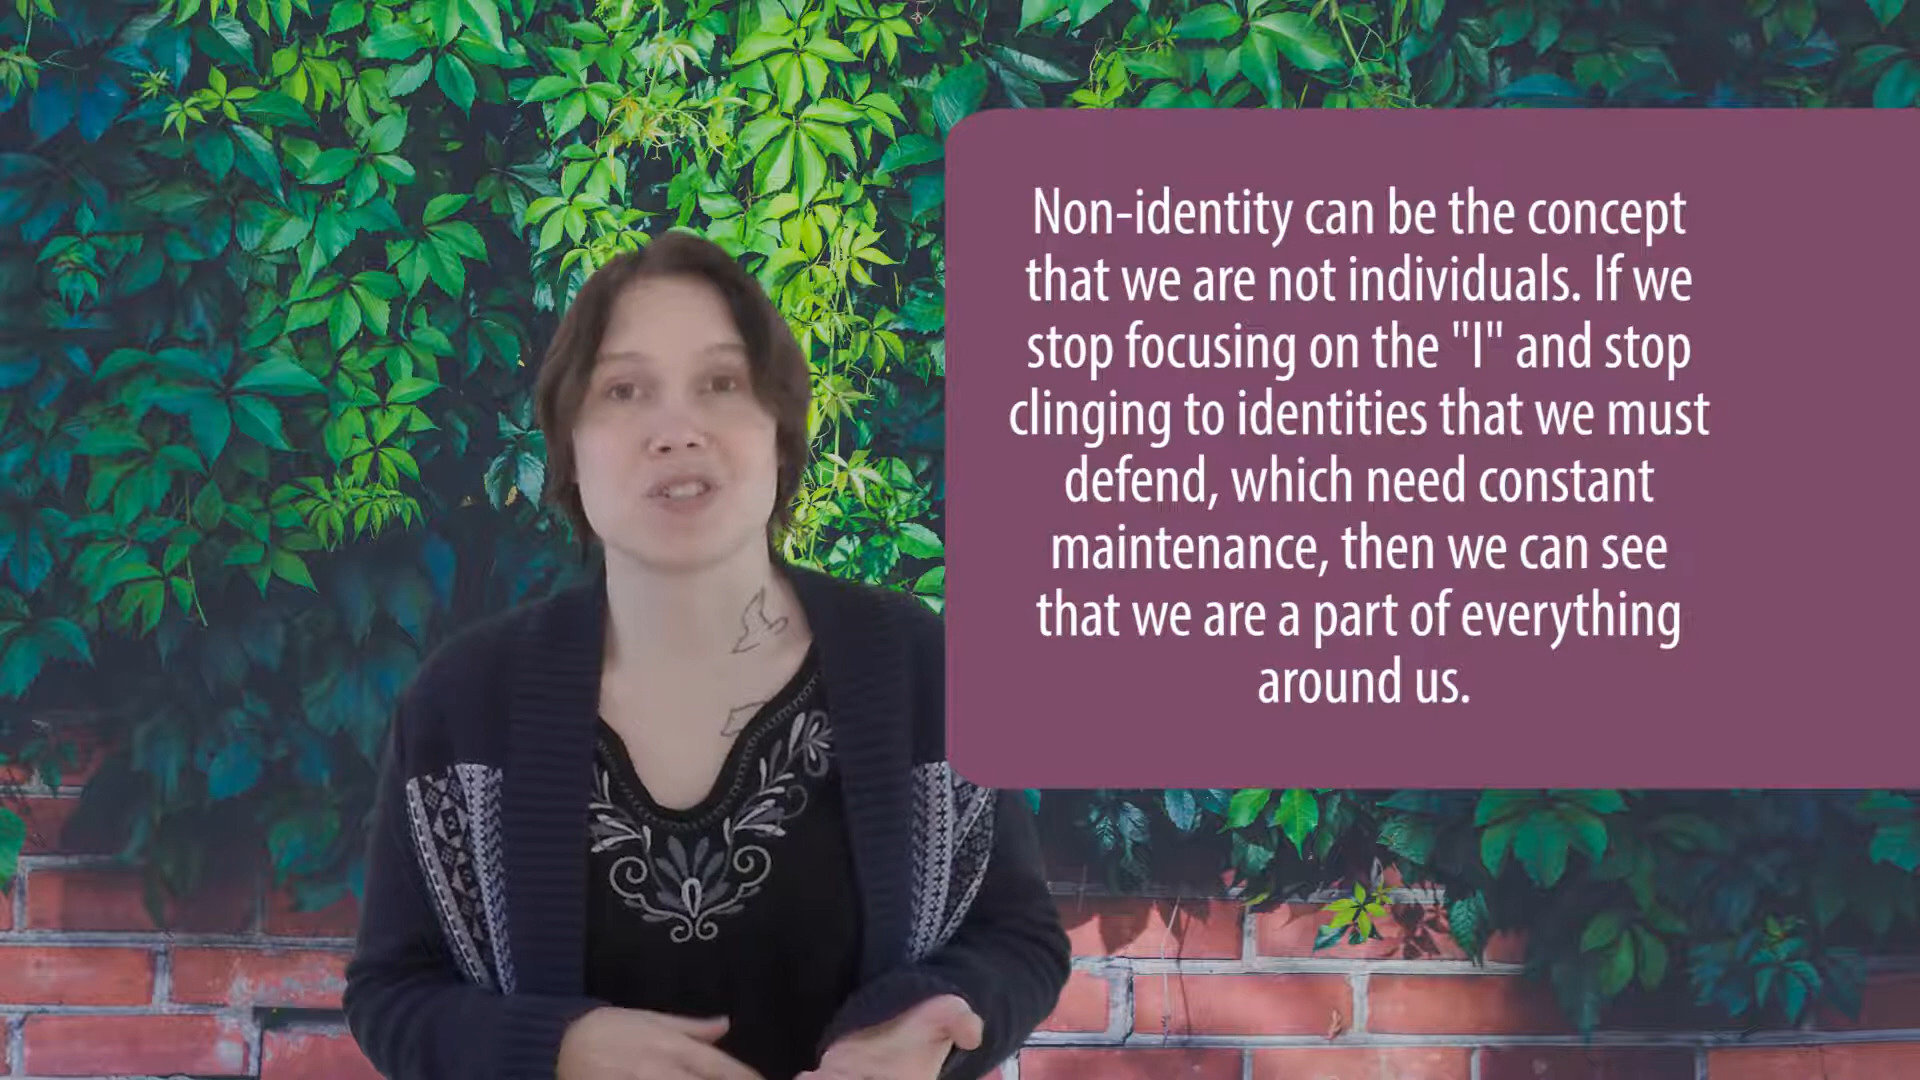 Non-identity can be the concept
that we are not individuals. If we
stop focusing on the "I" and stop
clinging to identities that we must
defend, which need constant
maintenance, then we can see
that we are a part of everything
around us.